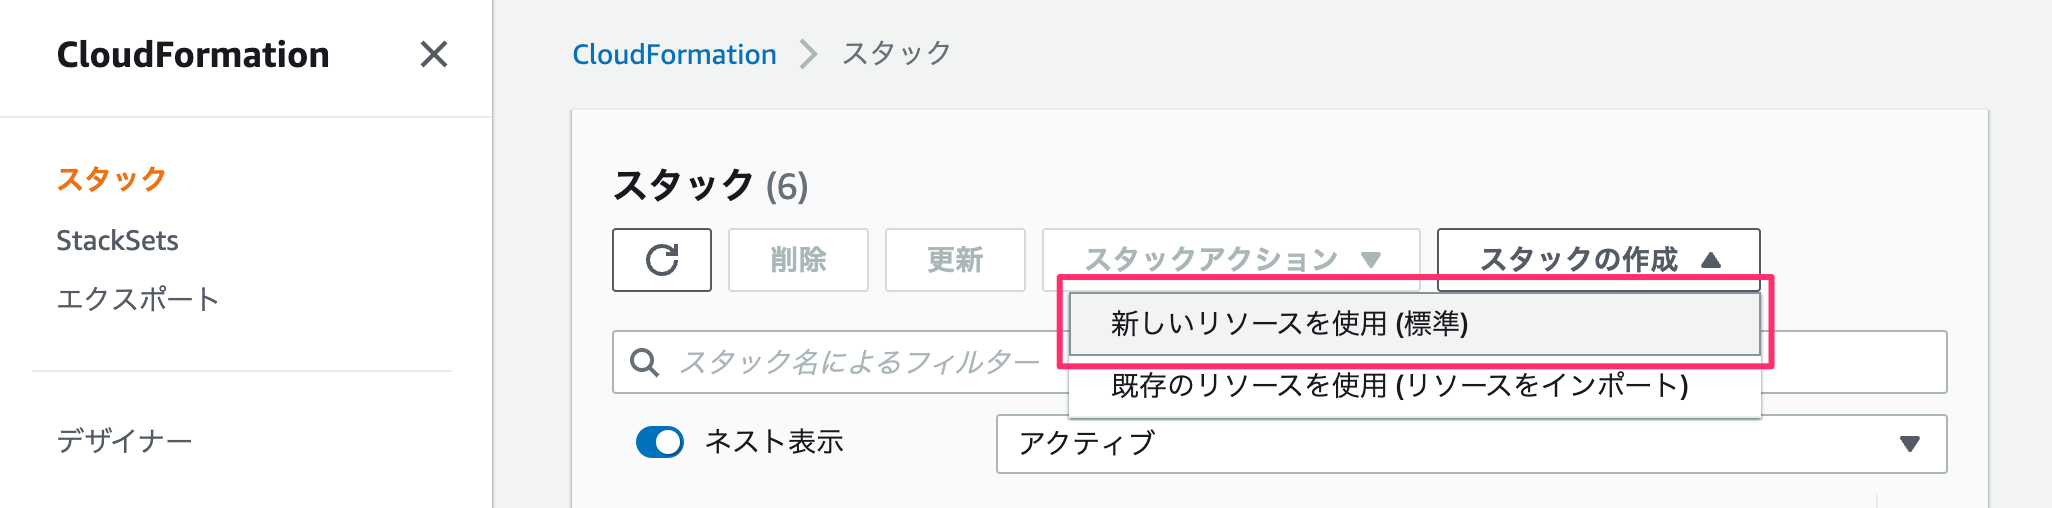 CloudFormation
スタック
StackSets
エクスポート
デザイナー
CloudFormation スタック
スタック (6)
削除 更新 スタックアクション スタックの作成
新しいリソースを使用 (標準)
スタック名によるフィルター
既存のリソースを使用 (リソースをインポート)
ネスト表示 アクティブ